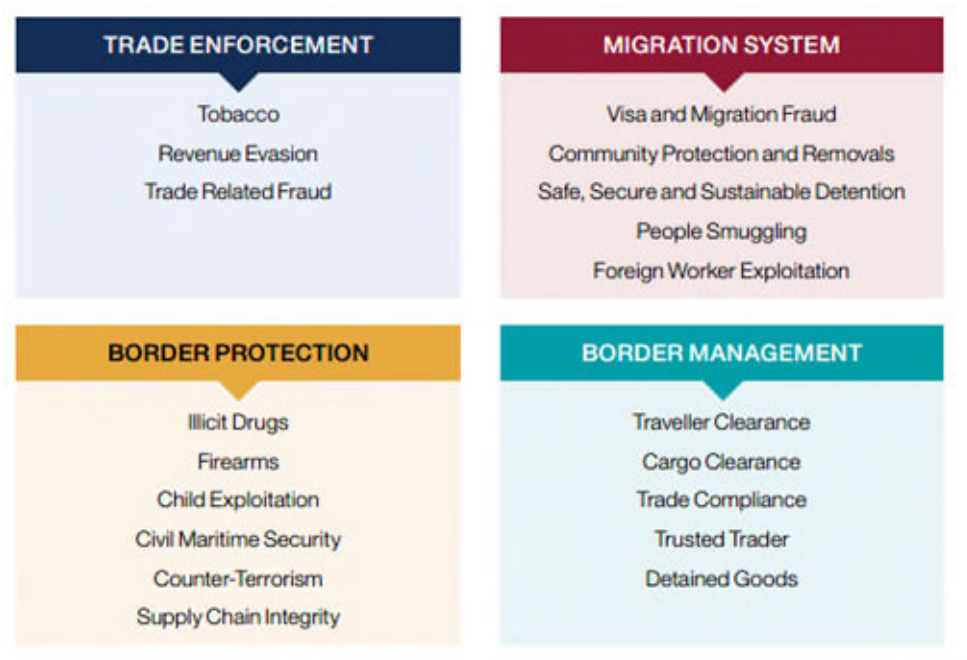 TRADE ENFORCEMENT
Tobacco
Revenue Evasion
Trade Related Fraud
MIGRATION SYSTEM
Visa and Migration Fraud
Community Protection and Removals
Safe, Secure and Sustainable Detention
People Smuggling
Foreign Worker Exploitation
BORDER PROTECTION
Illicit Drugs
Firearms
Child Exploitation
Civil Maritime Security
Counter-Terrorism
Supply Chain Integrity
BORDER MANAGEMENT
Traveller Clearance
Cargo Clearance
Trade Compliance
Trusted Trader
Detained Goods